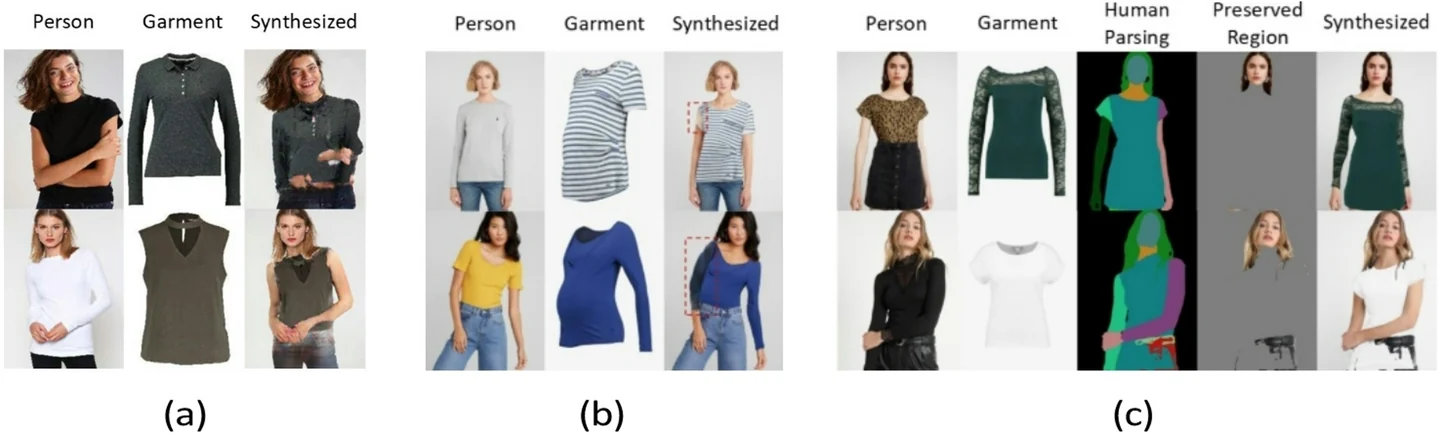 Person Garment Synthesized
Person Garment Synthesized
Person Garment Human Parsing Preserved Region Synthesized
(a) (b) (c)